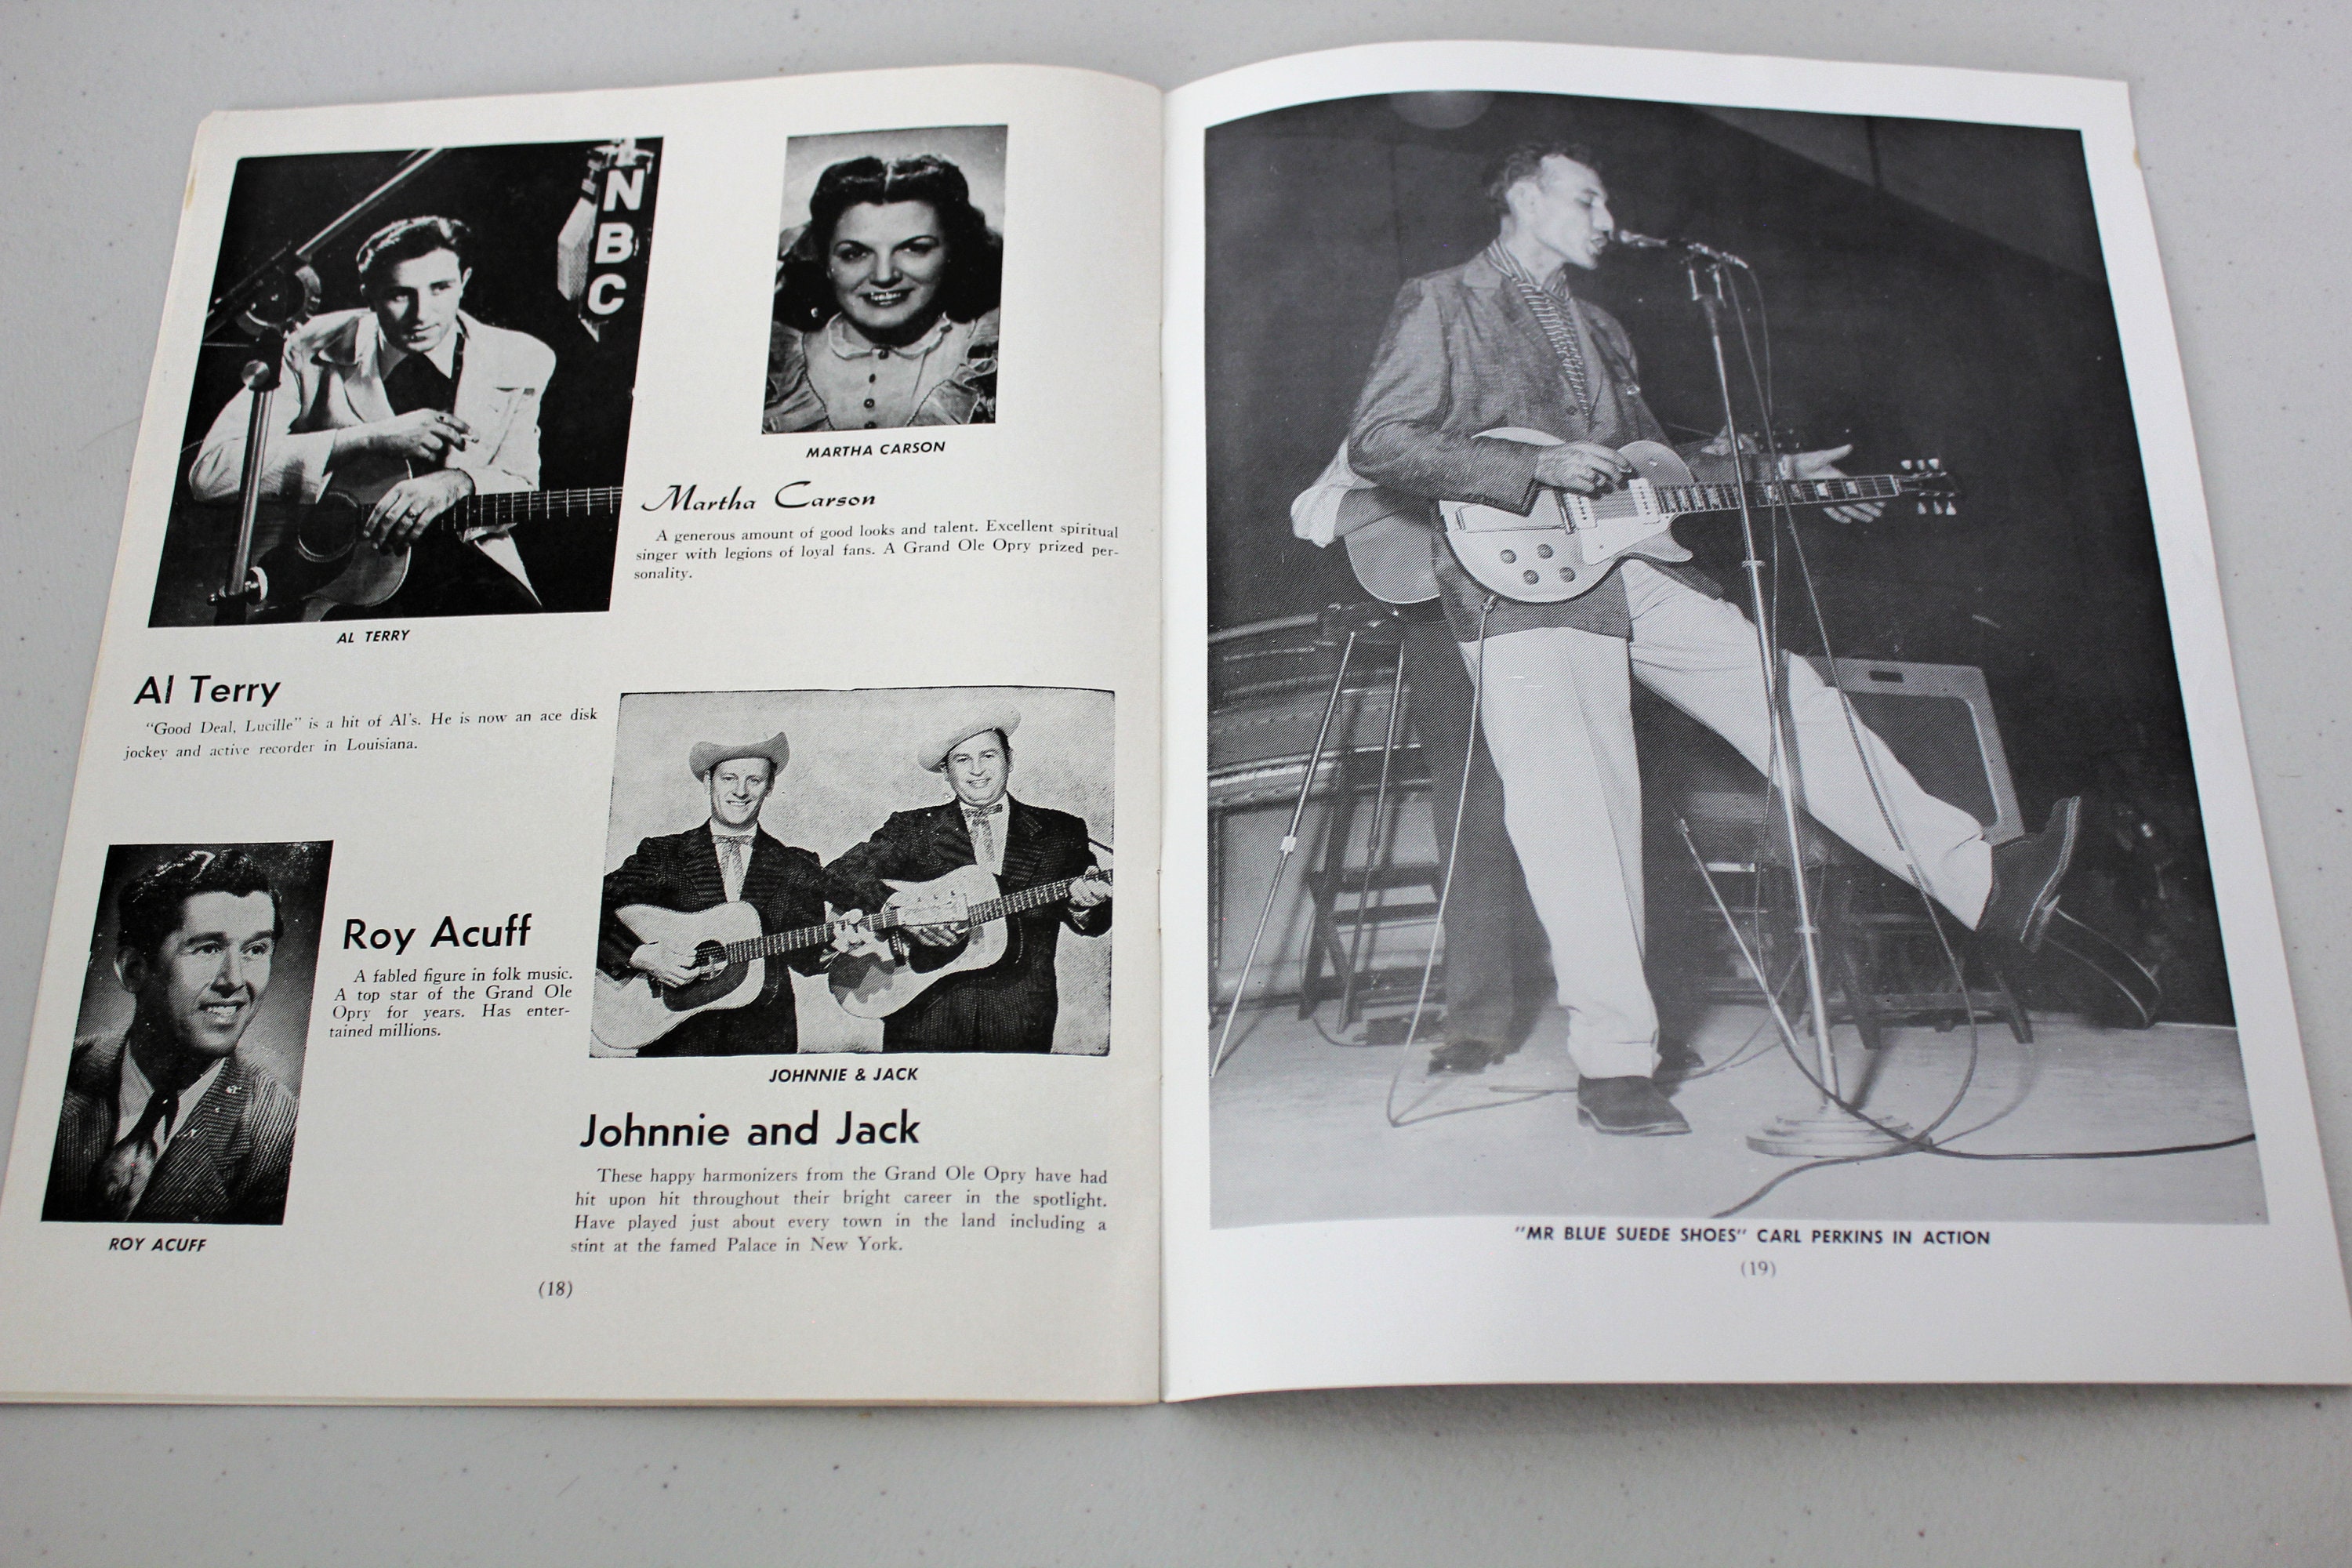 NBC
AL TERRY
Al Terry
"Good Deal, Lucille" is a hit of Al's. He is now an ace disk
jockey and active recorder in Louisiana.
MARTHA CARSON
Martha Carson
A generous amount of good looks and talent. Excellent spiritual
singer with legions of loyal fans. A Grand Ole Opry prized per-
sonality.
Roy Acuff
A fabled figure in folk music.
A top star of the Grand Ole
Opry for years. Has enter-
tained millions.
ROY ACUFF
JOHNNIE & JACK
Johnnie and Jack
These happy harmonizers from the Grand Ole Opry have had
hit upon hit throughout their bright career in the spotlight.
Have played just about every town in the land including a
stint at the famed Palace in New York.
(18)
"MR BLUE SUEDE SHOES" CARL PERKINS IN ACTION
(19)